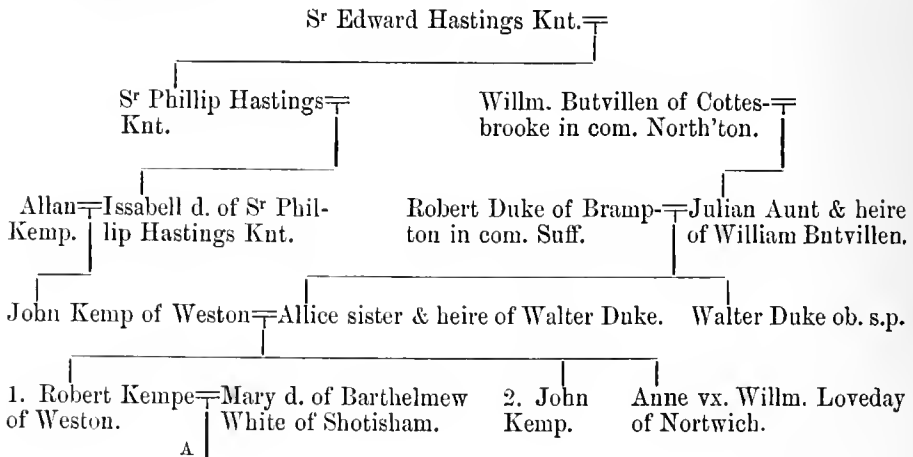 Sʳ Edward Hastings Knt.
Sʳ Phillip Hastings
Knt.
Willm. Butvillen of Cottes-
brooke in com. North'ton.
Allan
Kemp.
Issabell d. of Sʳ Phil-
lip Hastings Knt.
Robert Duke of Bramp-
ton in com. Suff.
Julian Aunt & heire
of William Butvillen.
John Kemp of Weston
Allice sister & heire of Walter Duke.
Walter Duke ob. s.p.
1. Robert Kempe
of Weston.
Mary d. of Barthelmew
White of Shotisham.
2. John
Kemp.
Anne vx. Willm. Loveday
of Nortwich.
A